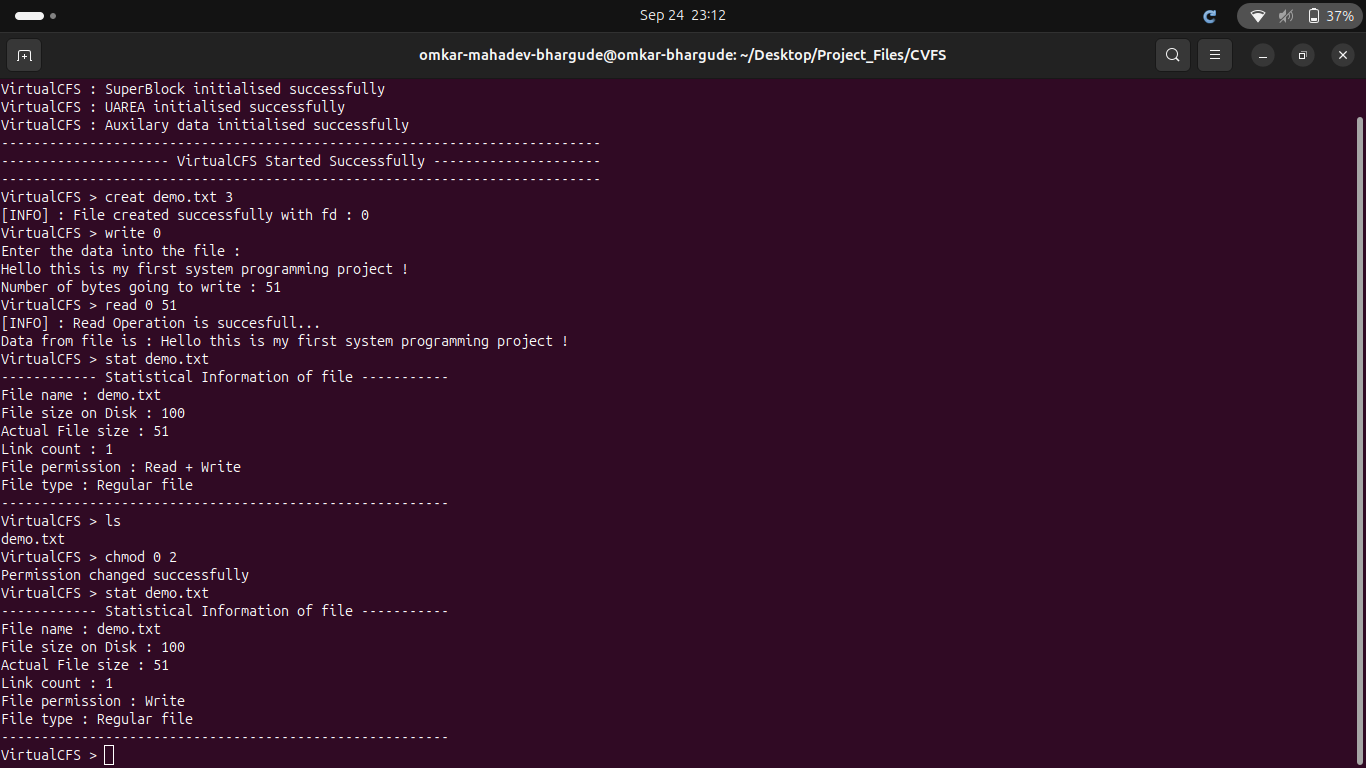 Sep 24 23:12
37%
omkar-mahadev-bhargude@omkar-bhargude: ~/Desktop/Project_Files/CVFS
VirtualCFS : SuperBlock initialised successfully
VirtualCFS : UAREA initialised successfully
VirtualCFS : Auxilary data initialised successfully
---------------------------------------------------------------------------
--------------------- VirtualCFS Started Successfully ---------------------
---------------------------------------------------------------------------
VirtualCFS > creat demo.txt 3
[INFO] : File created successfully with fd : 0
VirtualCFS > write 0
Enter the data into the file :
Hello this is my first system programming project !
Number of bytes going to write : 51
VirtualCFS > read 0 51
[INFO] : Read Operation is succesfull...
Data from file is : Hello this is my first system programming project !
VirtualCFS > stat demo.txt
------------ Statistical Information of file -----------
File name : demo.txt
File size on Disk : 100
Actual File size : 51
Link count : 1
File permission : Read + Write
File type : Regular file
--------------------------------------------------------
VirtualCFS > ls
demo.txt
VirtualCFS > chmod 0 2
Permission changed successfully
VirtualCFS > stat demo.txt
------------ Statistical Information of file -----------
File name : demo.txt
File size on Disk : 100
Actual File size : 51
Link count : 1
File permission : Write
File type : Regular file
--------------------------------------------------------
VirtualCFS >